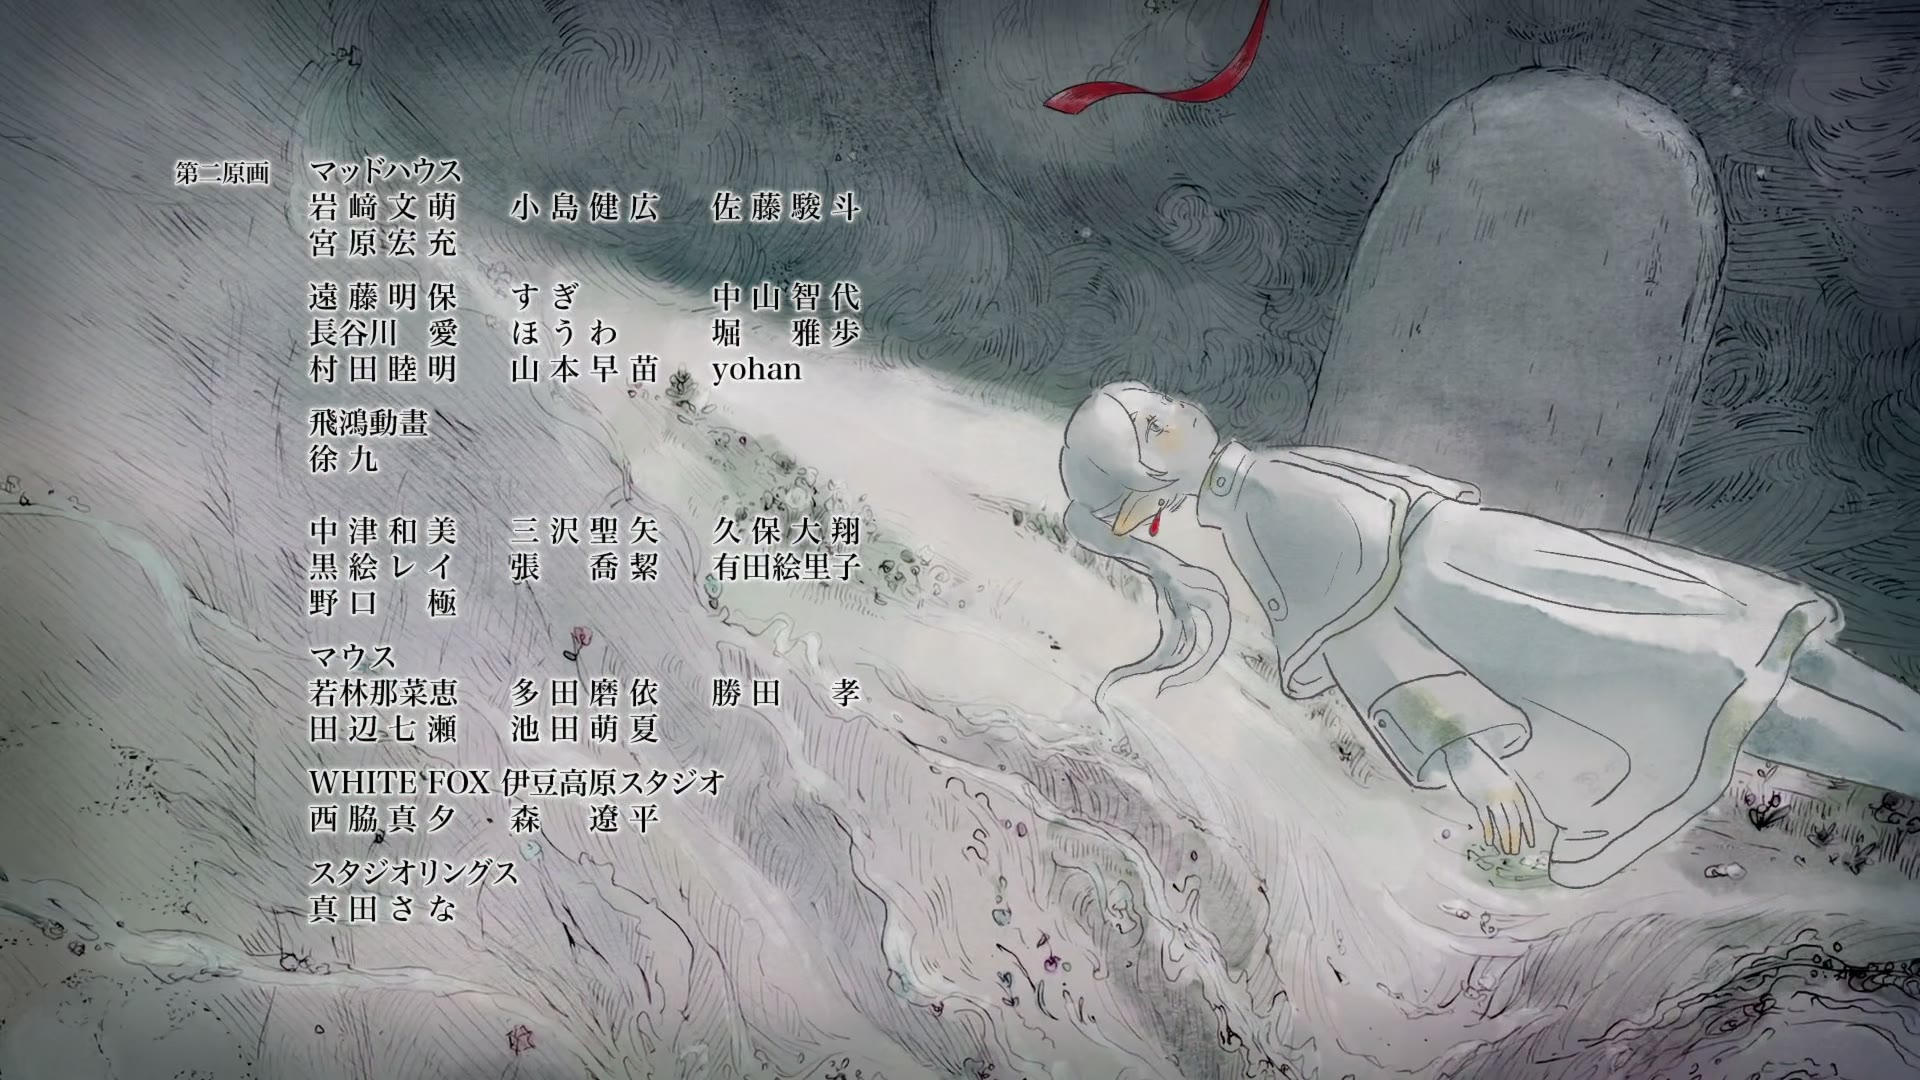 第二原画 マッドハウス
岩﨑文萌 小島健広 佐藤駿斗
宮原宏充
遠藤明保 すぎ 中山智代
長谷川 愛 ほうわ 堀 雅歩
村田睦明 山本早苗 yohan
飛鴻動畫
徐九
中津和美 三沢聖矢 久保大翔
黒絵レイ 張 喬絜 有田絵里子
野口 極
マウス
若林那菜恵 多田磨依 勝田 孝
田辺七瀬 池田萌夏
WHITE FOX 伊豆高原スタジオ
西脇真夕 森 遼平
スタジオリングス
真田さな